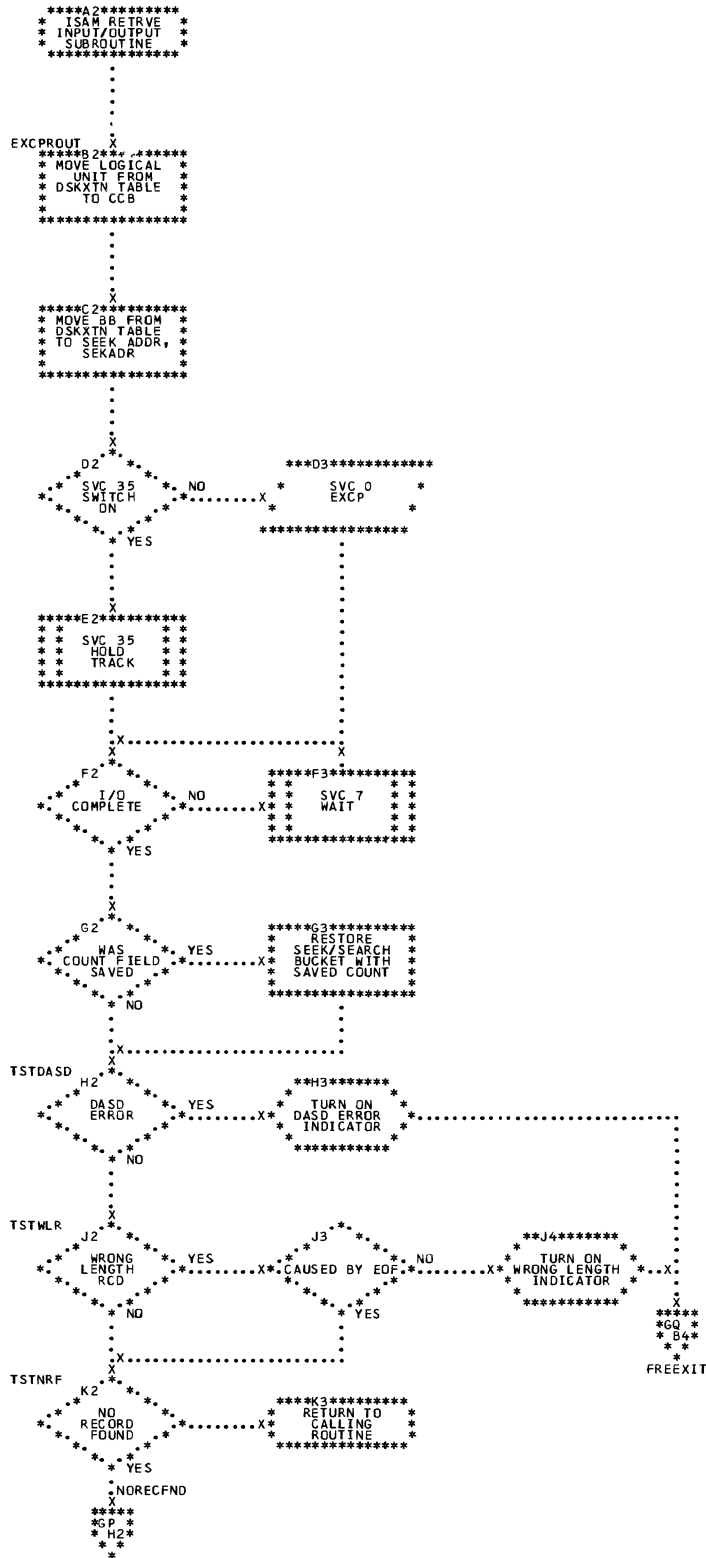 A2
ISAM RETRVE
INPUT/OUTPUT
SUBROUTINE
EXCPROUT
B2
MOVE LOGICAL
UNIT FROM
DSKXTN TABLE
TO CCB
C2
MOVE BB FROM
DSKXTN TABLE
TO SEEK ADDR,
SEKADR
D2
SVC 35
SWITCH
ON
NO
YES
D3
SVC 0
EXCP
E2
SVC 35
HOLD
TRACK
F2
I/O
COMPLETE
NO
YES
F3
SVC 7
WAIT
G2
WAS
COUNT FIELD
SAVED
YES
NO
G3
RESTORE
SEEK/SEARCH
BUCKET WITH
SAVED COUNT
TSTDASD
H2
DASD
ERROR
YES
NO
H3
TURN ON
DASD ERROR
INDICATOR
TSTWLR
J2
WRONG
LENGTH
RCD
YES
NO
J3
CAUSED BY EOF
NO
YES
J4
TURN ON
WRONG LENGTH
INDICATOR
GQ
B4
FREEXIT
TSTNRF
K2
NO
RECORD
FOUND
YES
K3
RETURN TO
CALLING
ROUTINE
NORECFND
GP
H2